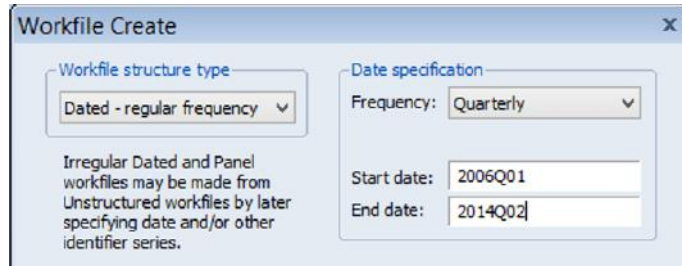 Workfile Create
x
Workfile structure type
Dated - regular frequency
Irregular Dated and Panel
workfiles may be made from
Unstructured workfiles by later
specifying date and/or other
identifier series.
Date specification
Frequency: Quarterly
Start date: 2006Q01
End date: 2014Q02